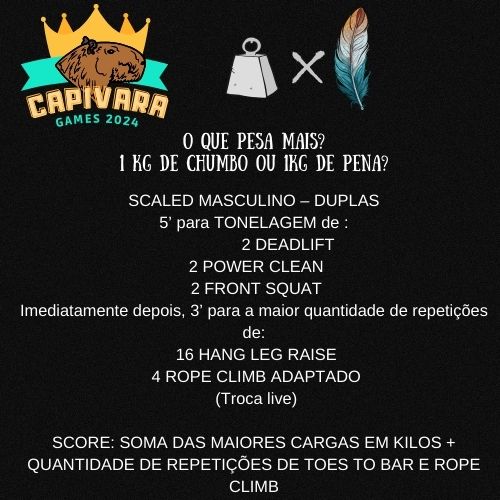 CAPIVARA
GAMES 2024
O QUE PESA MAIS?
1 KG DE CHUMBO OU 1KG DE PENA?
SCALED MASCULINO – DUPLAS
5’ para TONELAGEM de :
2 DEADLIFT
2 POWER CLEAN
2 FRONT SQUAT
Imediatamente depois, 3’ para a maior quantidade de repetições
de:
16 HANG LEG RAISE
4 ROPE CLIMB ADAPTADO
(Troca live)
SCORE: SOMA DAS MAIORES CARGAS EM KILOS +
QUANTIDADE DE REPETIÇÕES DE TOES TO BAR E ROPE
CLIMB